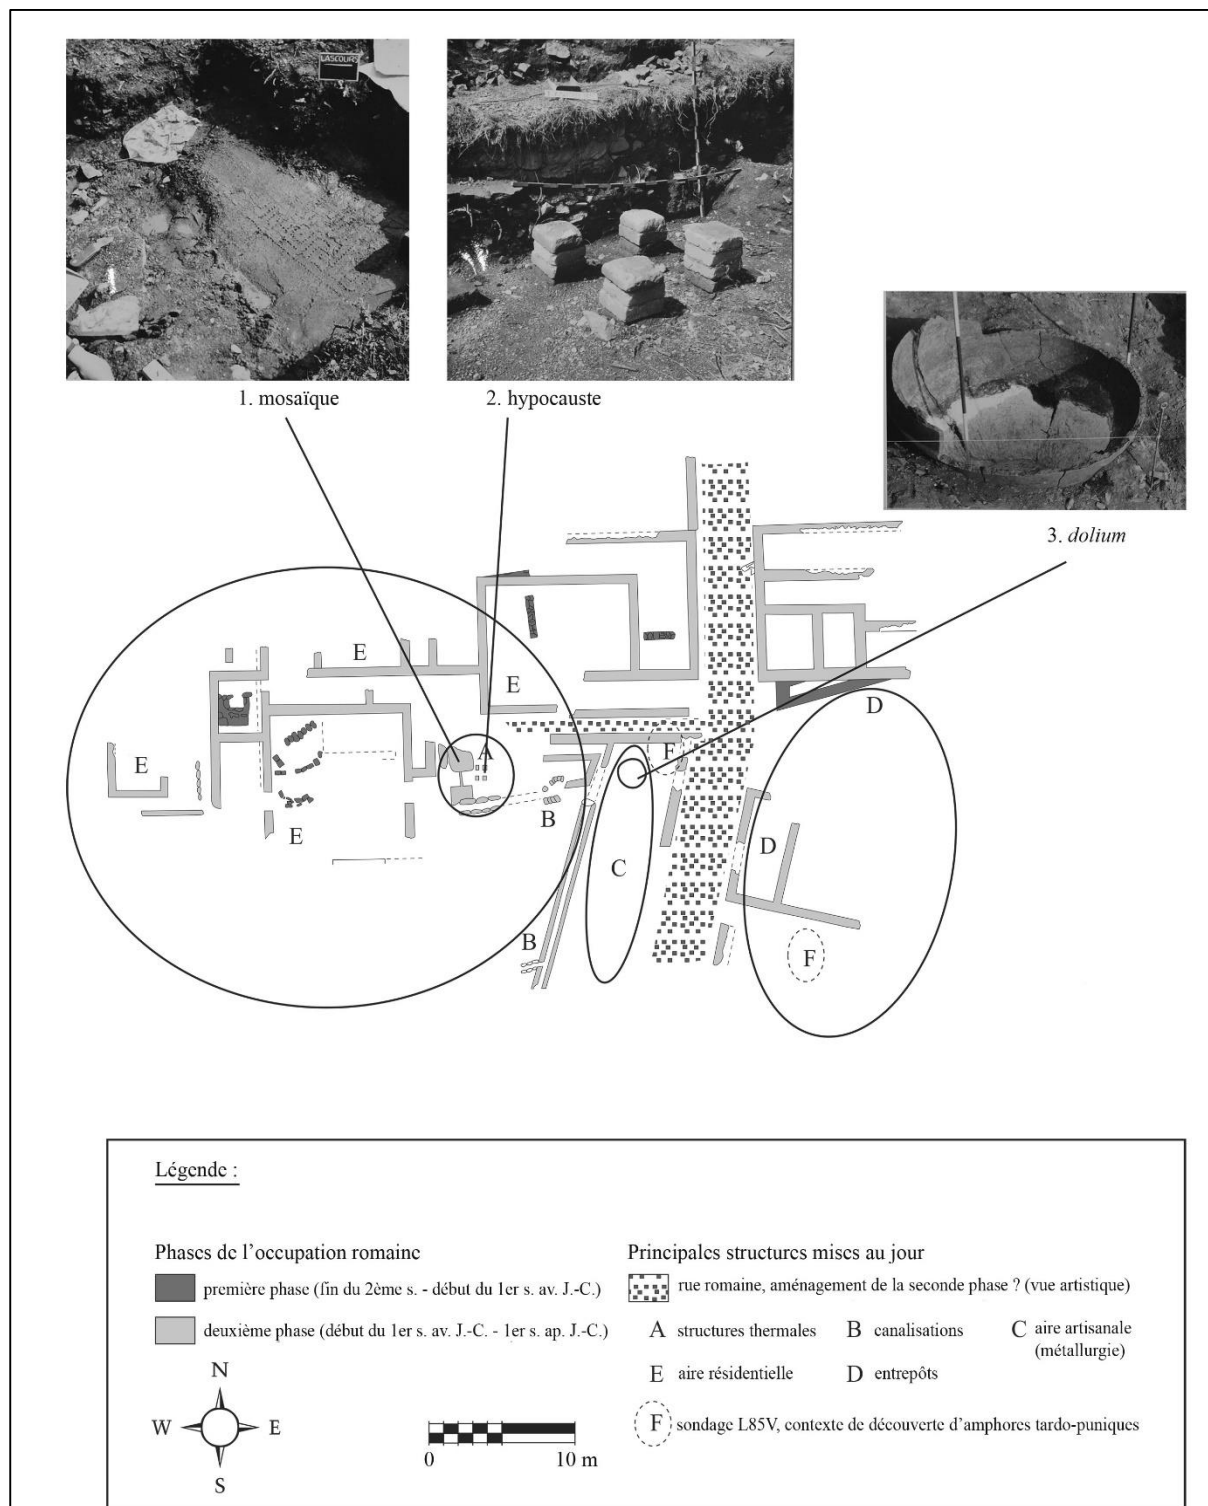 LASCOURS
1. mosaïque
2. hypocauste
3. dolium
E
E
D
A
F
E
E
B
D
C
B
F
Légende :
Phases de l'occupation romaine
première phase (fin du 2ème s. - début du 1er s. av. J.-C.)
deuxième phase (début du 1er s. av. J.-C. - 1er s. ap. J.-C.)
N
W
E
S
0
10 m
Principales structures mises au jour
rue romaine, aménagement de la seconde phase ? (vue artistique)
A structures thermales
B canalisations
C aire artisanale
(métallurgie)
E aire résidentielle
D entrepôts
F sondage L85V, contexte de découverte d'amphores tardo-puniques